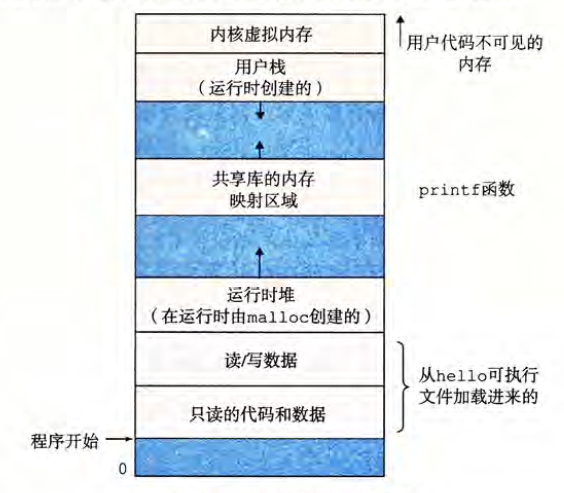 内核虚拟内存
用户代码不可见的
内存
用户栈
（运行时创建的）
共享库的内存
映射区域
printf函数
运行时堆
（在运行时由malloc创建的）
读/写数据
从hello可执行
文件加载进来的
只读的代码和数据
程序开始
0